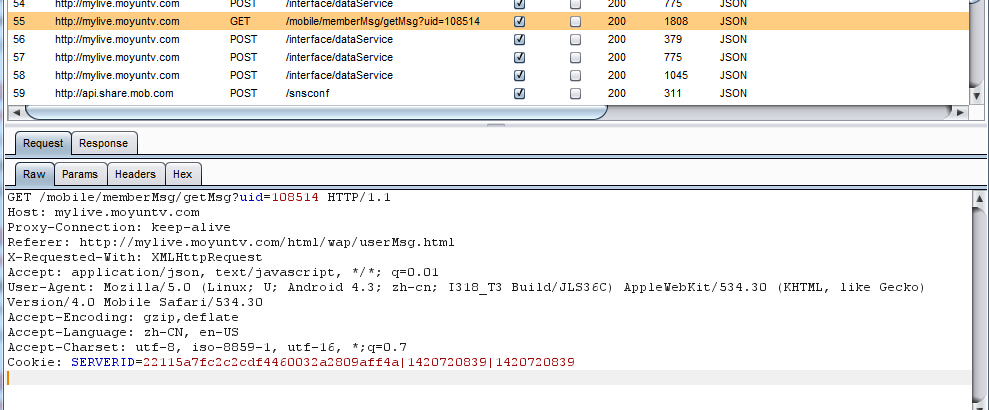 54 http://mylive.moyuntv.com POST /interface/dataService 200 775 JSON
55 http://mylive.moyuntv.com GET /mobile/memberMsg/getMsg?uid=108514 200 1808 JSON
56 http://mylive.moyuntv.com POST /interface/dataService 200 379 JSON
57 http://mylive.moyuntv.com POST /interface/dataService 200 775 JSON
58 http://mylive.moyuntv.com POST /interface/dataService 200 1045 JSON
59 http://api.share.mob.com POST /snsconf 200 311 JSON
Request Response
Raw Params Headers Hex
GET /mobile/memberMsg/getMsg?uid=108514 HTTP/1.1
Host: mylive.moyuntv.com
Proxy-Connection: keep-alive
Referer: http://mylive.moyuntv.com/html/wap/userMsg.html
X-Requested-With: XMLHttpRequest
Accept: application/json, text/javascript, */*; q=0.01
User-Agent: Mozilla/5.0 (Linux; U; Android 4.3; zh-cn; I318_T3 Build/JLS36C) AppleWebKit/534.30 (KHTML, like Gecko)
Version/4.0 Mobile Safari/534.30
Accept-Encoding: gzip,deflate
Accept-Language: zh-CN, en-US
Accept-Charset: utf-8, iso-8859-1, utf-16, *;q=0.7
Cookie: SERVERID=22115a7fc2c2cdf4460032a2809aff4a|1420720839|1420720839